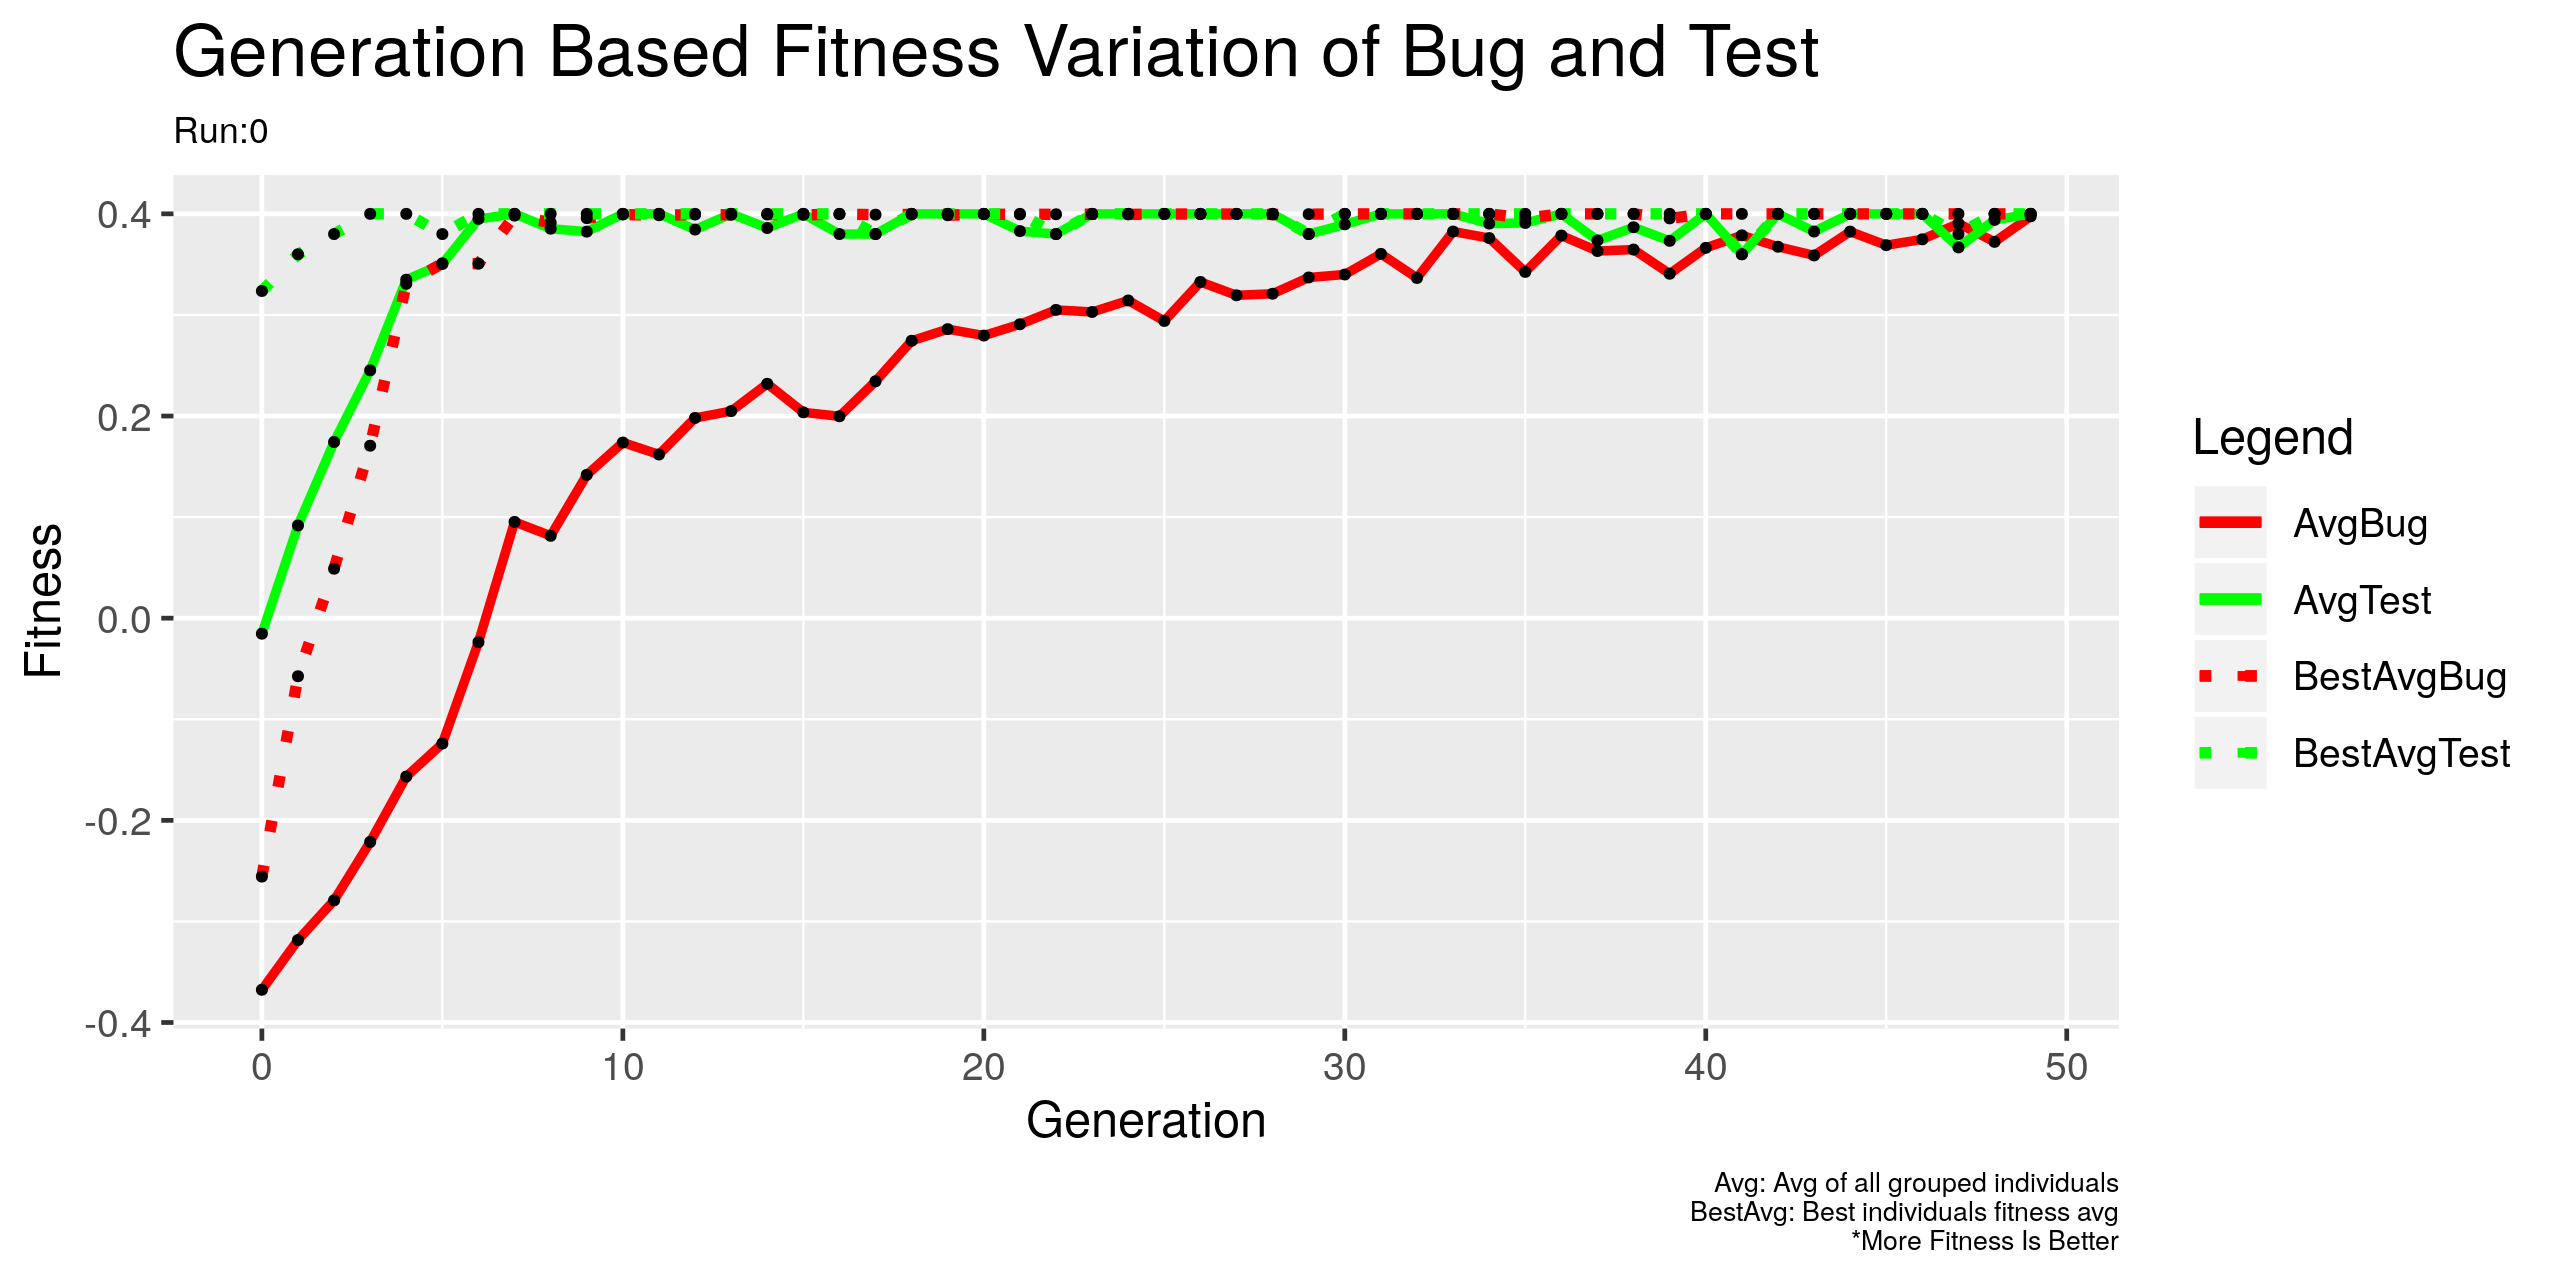 Generation Based Fitness Variation of Bug and Test
Run:0
Fitness
0.4
0.2
0.0
-0.2
-0.4
0 10 20 30 40 50
Generation
Legend
AvgBug
AvgTest
BestAvgBug
BestAvgTest
Avg: Avg of all grouped individuals
BestAvg: Best individuals fitness avg
*More Fitness Is Better